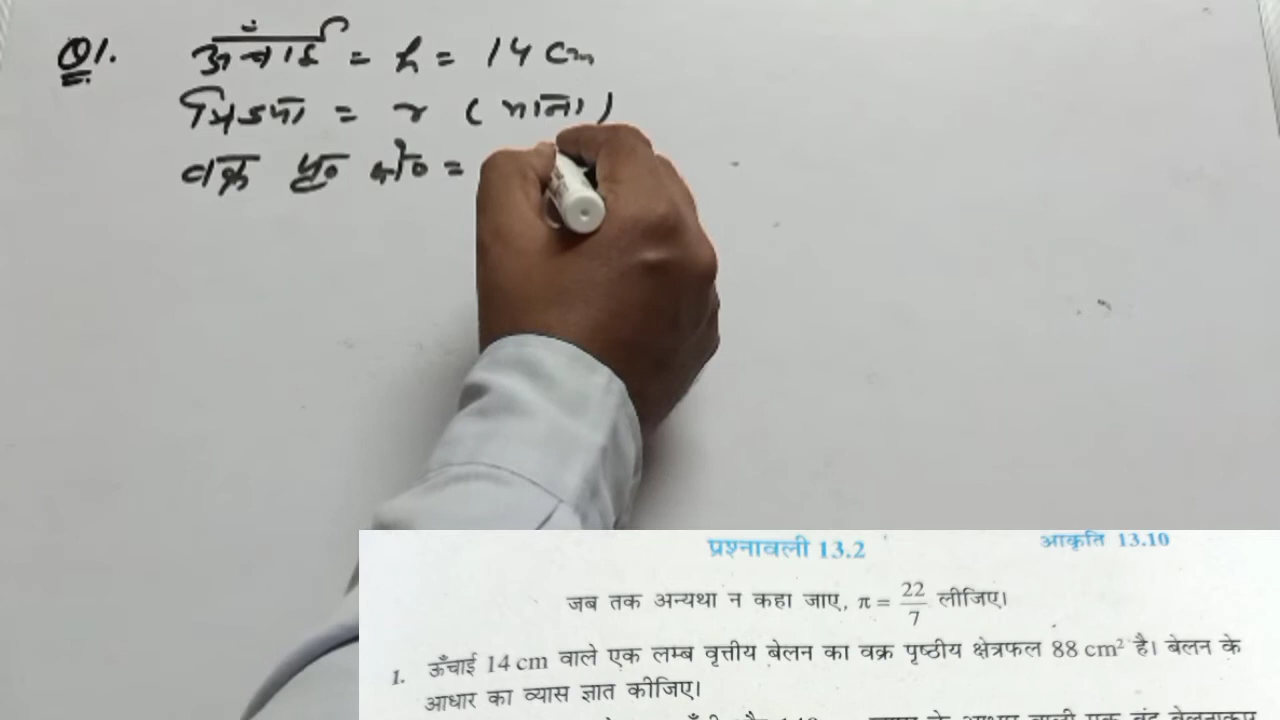 Q1. ऊँचाई = h = 14 cm
त्रिज्या = r (माना)
वक्र पृ० क्षे० =
प्रश्नावली 13.2 आकृति 13.10
जब तक अन्यथा न कहा जाए, π = 22/7 लीजिए।
1. ऊँचाई 14 cm वाले एक लम्ब वृत्तीय बेलन का वक्र पृष्ठीय क्षेत्रफल 88 cm² है। बेलन के
आधार का व्यास ज्ञात कीजिए।